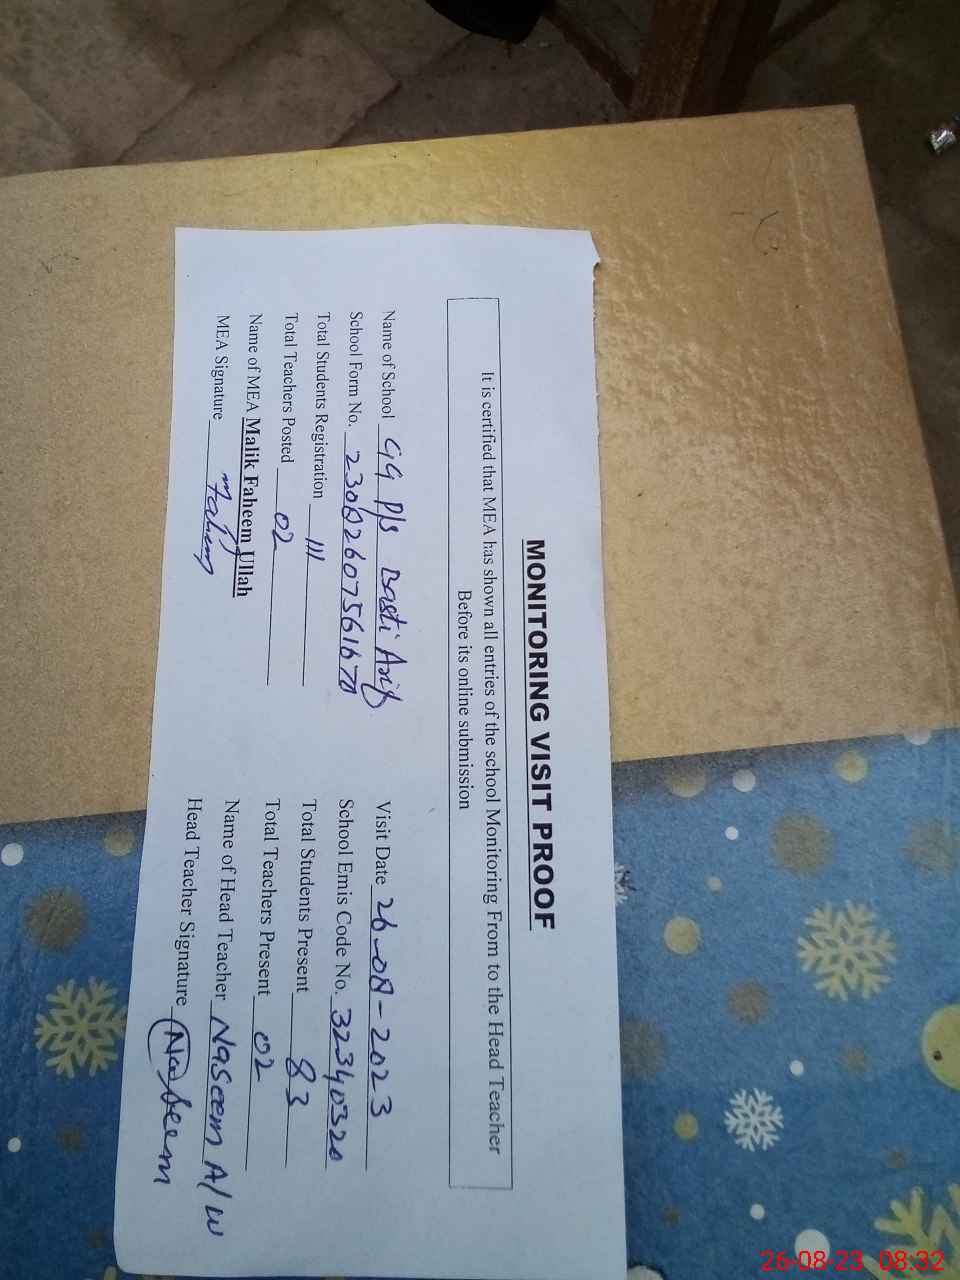 MONITORING VISIT PROOF
It is certified that MEA has shown all entries of the school Monitoring From to the Head Teacher
Before its online submission
Name of School GG P/S Basti Asif
Visit Date 26-08-2023
School Form No. 23082607561670
School Emis Code No. 32340320
Total Students Registration 111
Total Students Present 83
Total Teachers Posted 02
Total Teachers Present 02
Name of MEA Malik Faheem Ullah
Name of Head Teacher Naseem A/W
MEA Signature Faheem
Head Teacher Signature Naseem
26-08-23 08:32